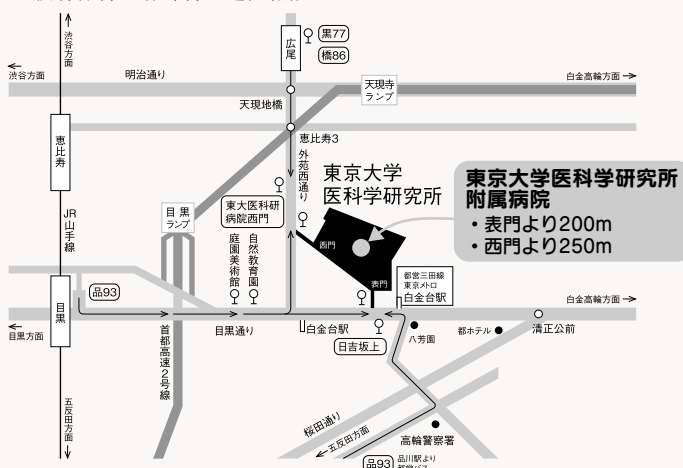 渋谷方面
渋谷方面
明治通り
広尾
黒77
橋86
天現寺
ランプ
白金高輪方面
天現地橋
恵比寿
恵比寿3
外苑西通り
東京大学
医科学研究所
東京大学医科学研究所
附属病院
・表門より200m
・西門より250m
東大医科研
病院西門
目黒
ランプ
JR
山手線
庭園美術館
自然教育園
西門
表門
都営三田線
東京メトロ
白金台駅
品93
目黒
目黒方面
首都高速2号線
目黒通り
白金台駅
日吉坂上
八芳園
都ホテル
清正公前
白金高輪方面
五反田方面
桜田通り
五反田方面
高輪警察署
品93
品川駅より